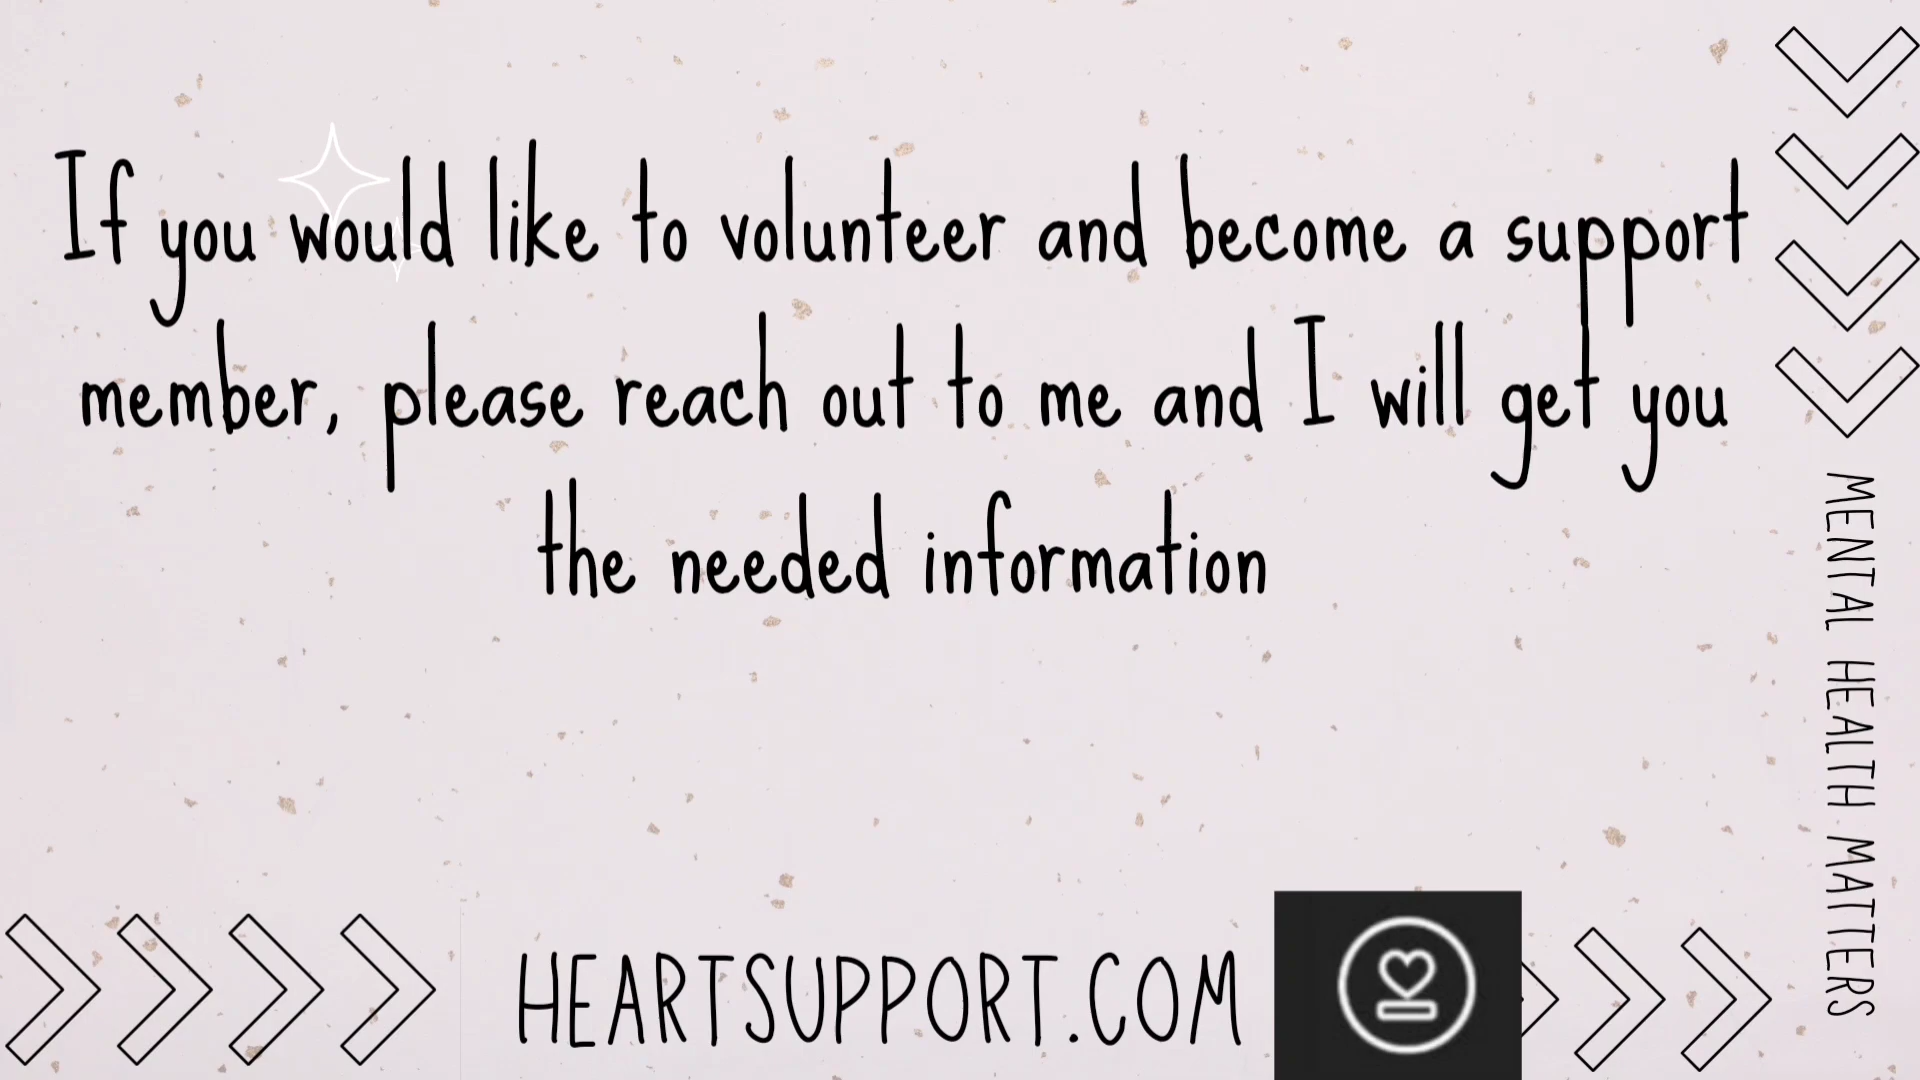 If you would like to volunteer and become a support
member, please reach out to me and I will get you
the needed information
MENTAL HEALTH MATTERS
HEARTSUPPORT.COM